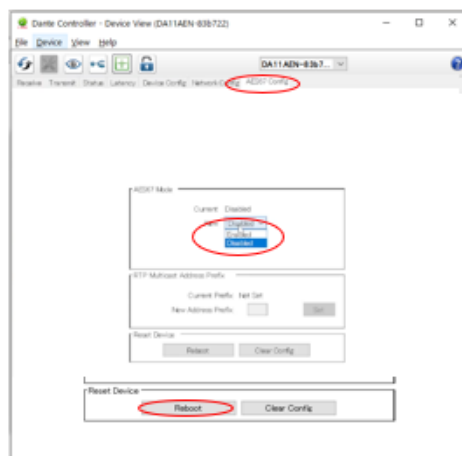 Dante Controller - Device View (DA11AEN-83b722)
File Device View Help
DA11AEN-83b7...
Receive Transmit Status Latency Device Config Network Config AES67 Config
AES67 Mode
Current: Disabled
New: Disabled
Enabled
Disabled
RTP Multicast Address Prefix
Current Prefix: Not Set
New Address Prefix: Set
Reset Device
Reboot Clear Config
Reset Device
Reboot Clear Config